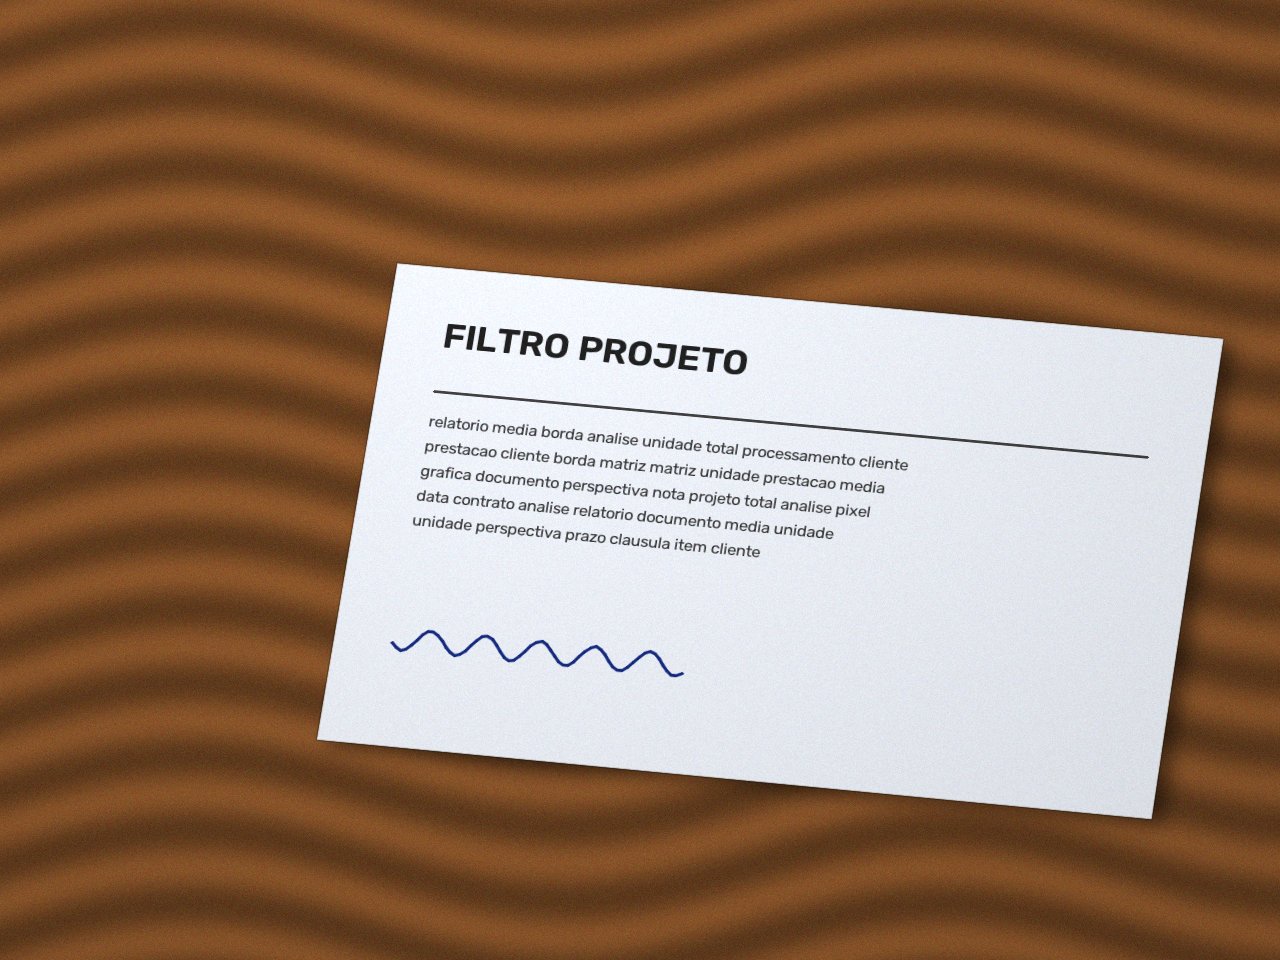 FILTRO PROJETO
relatorio media borda analise unidade total processamento cliente
prestacao cliente borda matriz matriz unidade prestacao media
grafica documento perspectiva nota projeto total analise pixel
data contrato analise relatorio documento media unidade
unidade perspectiva prazo clausula item cliente